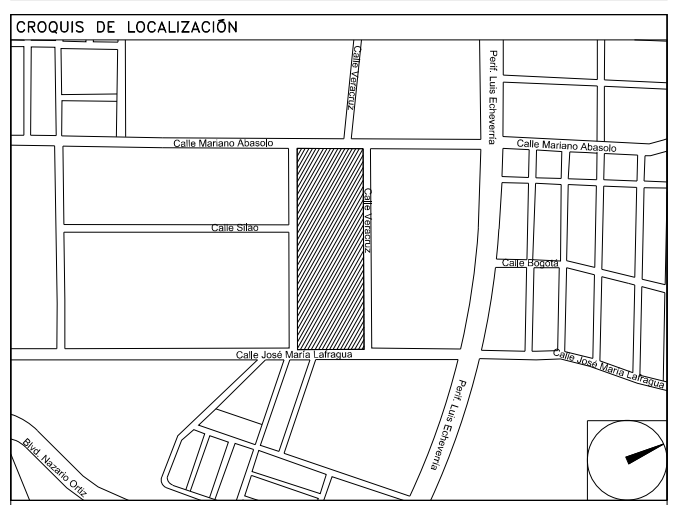 CROQUIS DE LOCALIZACIÓN
Calle Veracruz
Perif. Luis Echeverría
Calle Mariano Abasolo
Calle Mariano Abasolo
Calle Veracruz
Calle Silao
Calle Bogotá
Calle José María Lafragua
Calle José María Lafragua
Perif. Luis Echeverría
Blvd. Nazario Ortiz